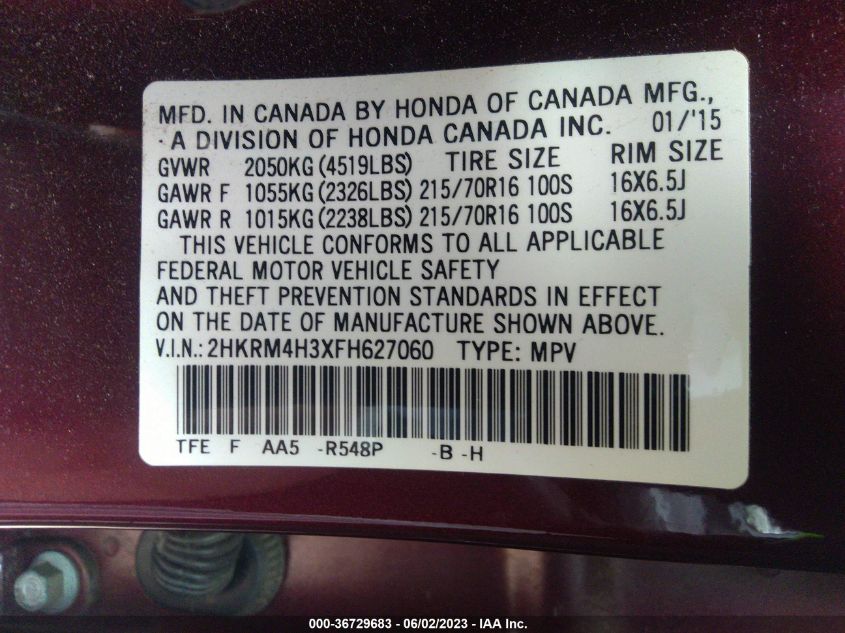 MFD. IN CANADA BY HONDA OF CANADA MFG.,
A DIVISION OF HONDA CANADA INC. 01/'15
GVWR 2050KG (4519LBS) TIRE SIZE RIM SIZE
GAWR F 1055KG (2326LBS) 215/70R16 100S 16X6.5J
GAWR R 1015KG (2238LBS) 215/70R16 100S 16X6.5J
THIS VEHICLE CONFORMS TO ALL APPLICABLE
FEDERAL MOTOR VEHICLE SAFETY
AND THEFT PREVENTION STANDARDS IN EFFECT
ON THE DATE OF MANUFACTURE SHOWN ABOVE.
V.I.N.: 2HKRM4H3XFH627060 TYPE: MPV
TFE F AA5 -R548P -B -H
000-36729683 - 06/02/2023 - IAA Inc.